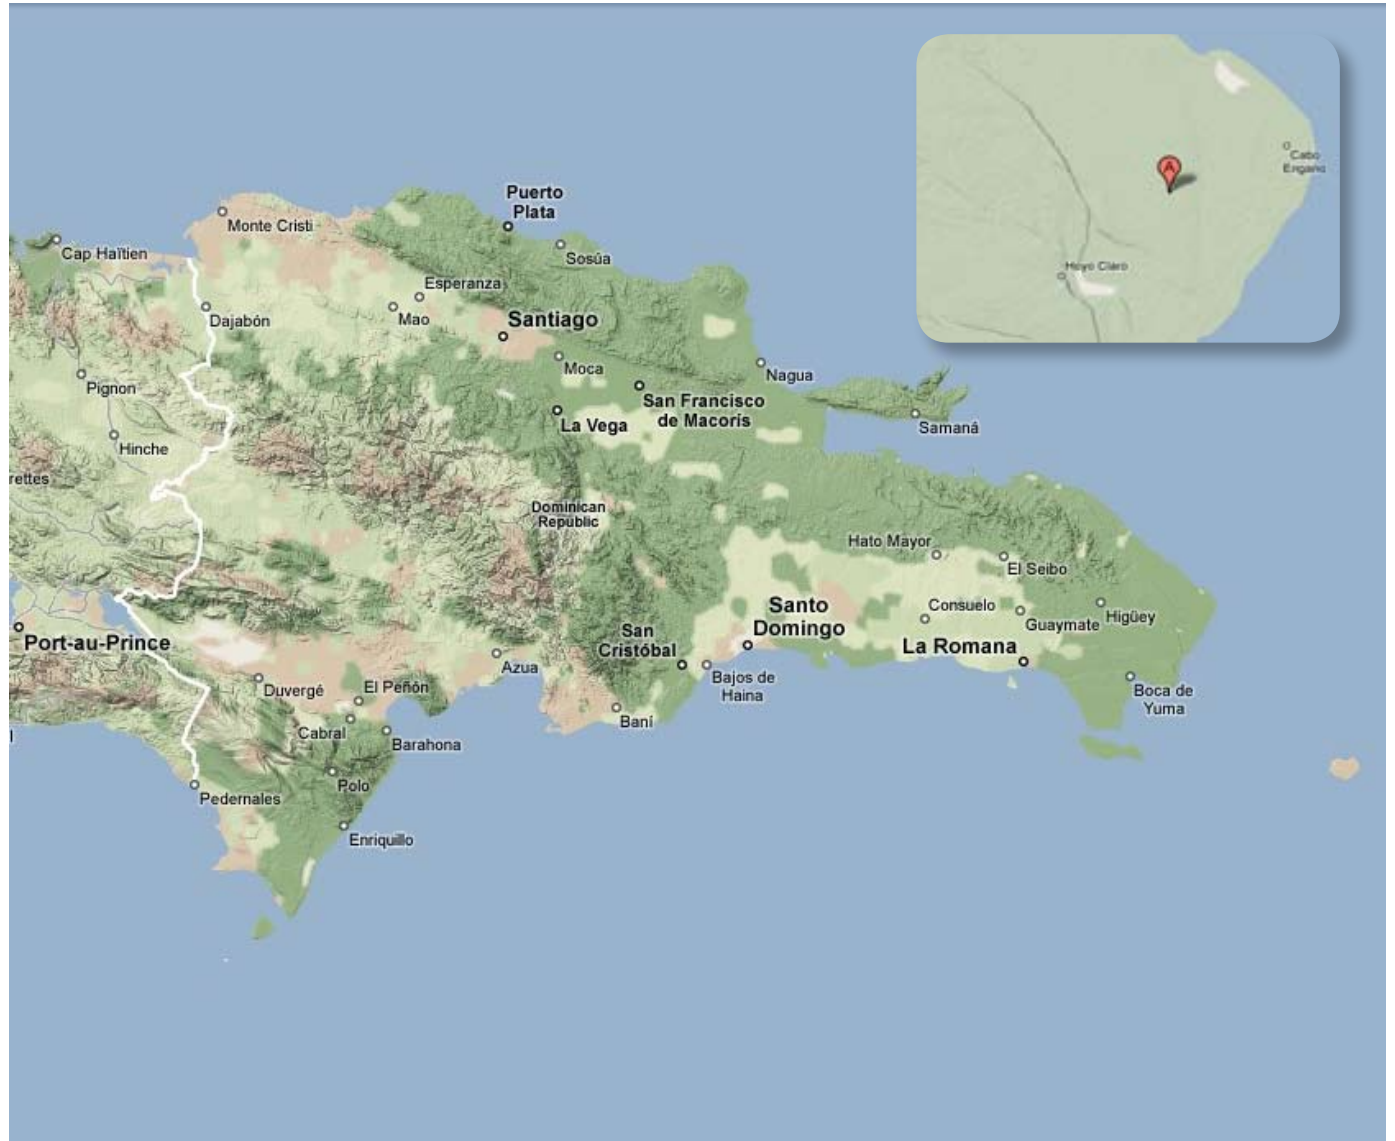 A
Cabo
Engano
Hoyo Claro
Puerto
Plata
Monte Cristi
Cap Haïtien
Sosúa
Esperanza
Dajabón
Mao
Santiago
Moca
Nagua
Pignon
San Francisco
de Macorís
La Vega
Samaná
Hinche
rettes
Dominican
Republic
Hato Mayor
El Seibo
Consuelo
Santo
Domingo
Guaymate
Higüey
Port-au-Prince
San
Cristóbal
La Romana
Azua
Bajos de
Haina
Duvergé
El Peñón
Boca de
Yuma
Cabral
Baní
Barahona
Polo
Pedernales
Enriquillo